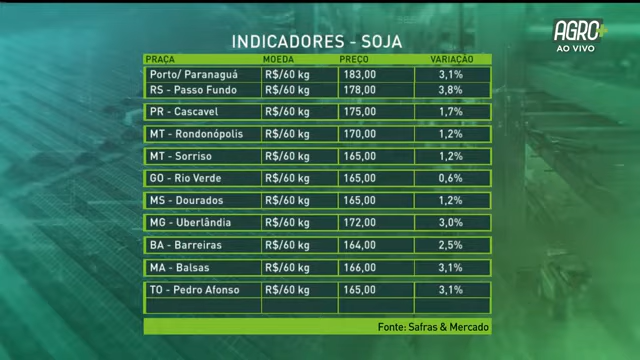 AGRO+
AO VIVO
INDICADORES - SOJA
PRAÇA MOEDA PREÇO VARIAÇÃO
Porto/ Paranaguá R$/60 kg 183,00 3,1%
RS - Passo Fundo R$/60 kg 178,00 3,8%
PR - Cascavel R$/60 kg 175,00 1,7%
MT - Rondonópolis R$/60 kg 170,00 1,2%
MT - Sorriso R$/60 kg 165,00 1,2%
GO - Rio Verde R$/60 kg 165,00 0,6%
MS - Dourados R$/60 kg 165,00 1,2%
MG - Uberlândia R$/60 kg 172,00 3,0%
BA - Barreiras R$/60 kg 164,00 2,5%
MA - Balsas R$/60 kg 166,00 3,1%
TO - Pedro Afonso R$/60 kg 165,00 3,1%
Fonte: Safras & Mercado